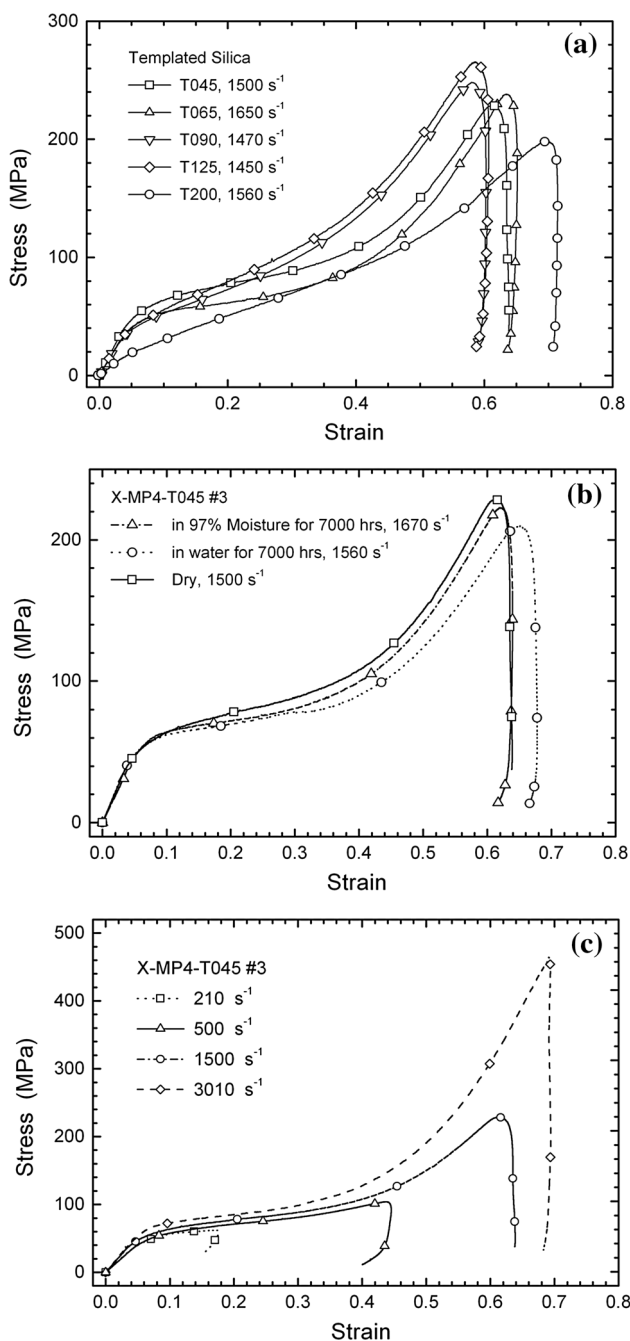 (a)
Templated Silica
T045, 1500 s⁻¹
T065, 1650 s⁻¹
T090, 1470 s⁻¹
T125, 1450 s⁻¹
T200, 1560 s⁻¹
300
200
100
0
Stress (MPa)
0.0 0.2 0.4 0.6 0.8
Strain
(b)
X-MP4-T045 #3
in 97% Moisture for 7000 hrs, 1670 s⁻¹
in water for 7000 hrs, 1560 s⁻¹
Dry, 1500 s⁻¹
200
100
0
Stress (MPa)
0.0 0.1 0.2 0.3 0.4 0.5 0.6 0.7 0.8
Strain
(c)
X-MP4-T045 #3
210 s⁻¹
500 s⁻¹
1500 s⁻¹
3010 s⁻¹
500
400
300
200
100
0
Stress (MPa)
0.0 0.1 0.2 0.3 0.4 0.5 0.6 0.7 0.8
Strain